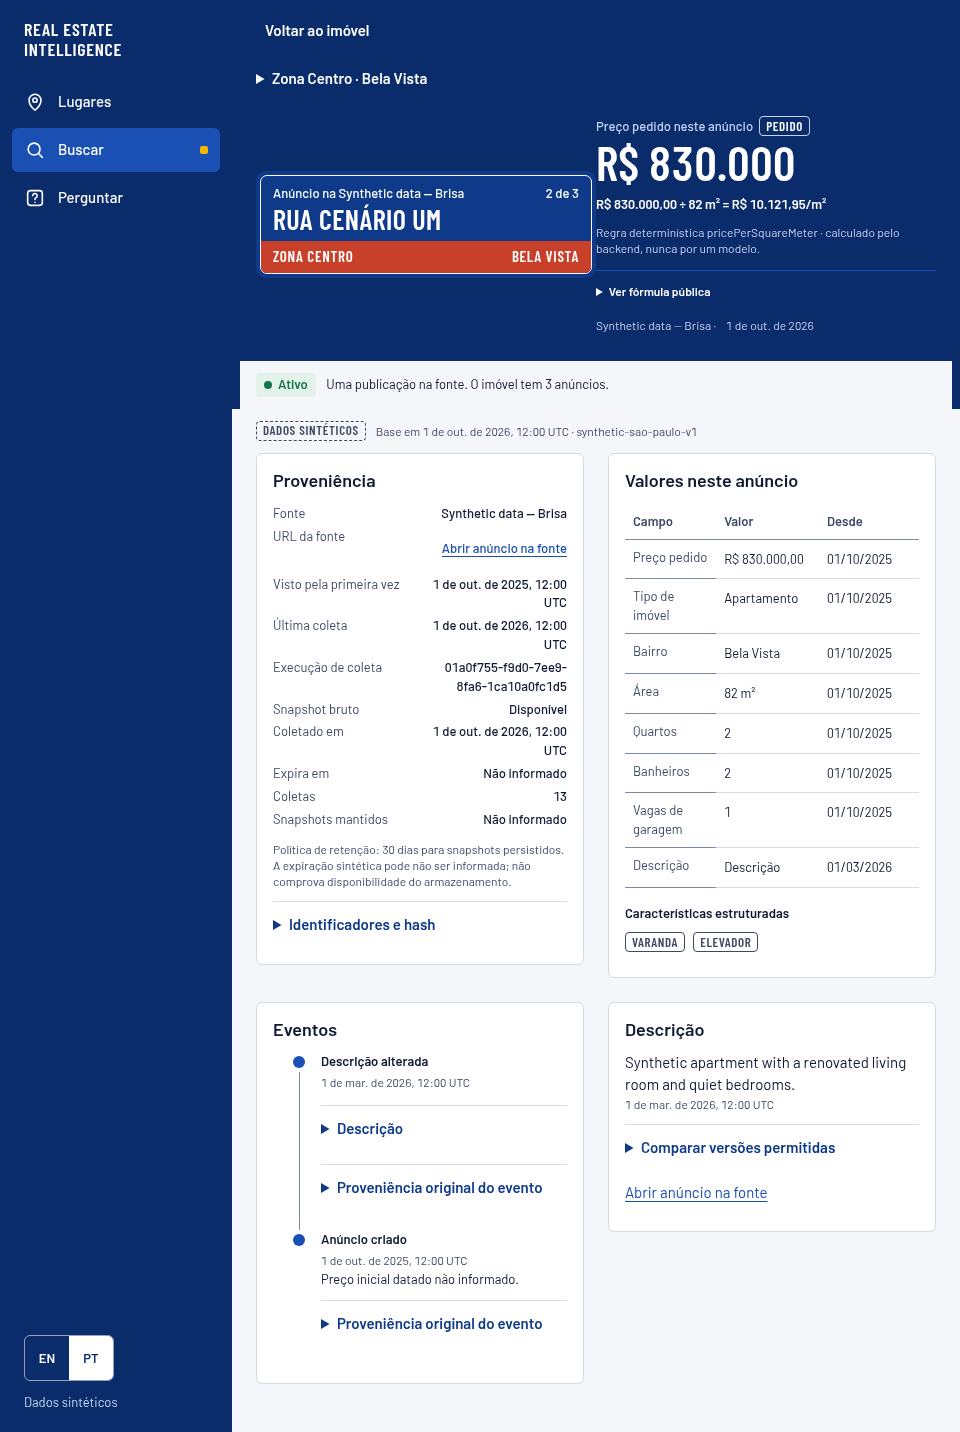 REAL ESTATE
INTELLIGENCE
Lugares
Buscar
Perguntar
EN PT
Dados sintéticos
Voltar ao imóvel
Zona Centro · Bela Vista
Anúncio na Synthetic data — Brisa 2 de 3
RUA CENÁRIO UM
ZONA CENTRO BELA VISTA
Preço pedido neste anúncio PEDIDO
R$ 830.000
R$ 830.000,00 ÷ 82 m² = R$ 10.121,95/m²
Regra determinística pricePerSquareMeter · calculado pelo
backend, nunca por um modelo.
Ver fórmula pública
Synthetic data — Brisa · 1 de out. de 2026
Ativo Uma publicação na fonte. O imóvel tem 3 anúncios.
DADOS SINTÉTICOS Base em 1 de out. de 2026, 12:00 UTC · synthetic-sao-paulo-v1
Proveniência
Fonte Synthetic data — Brisa
URL da fonte Abrir anúncio na fonte
Visto pela primeira vez 1 de out. de 2025, 12:00
UTC
Última coleta 1 de out. de 2026, 12:00
UTC
Execução de coleta 01a0f755-f9d0-7ee9-
8fa6-1ca10a0fc1d5
Snapshot bruto Disponível
Coletado em 1 de out. de 2026, 12:00
UTC
Expira em Não informado
Coletas 13
Snapshots mantidos Não informado
Política de retenção: 30 dias para snapshots persistidos.
A expiração sintética pode não ser informada; não
comprova disponibilidade do armazenamento.
Identificadores e hash
Valores neste anúncio
Campo Valor Desde
Preço pedido R$ 830.000,00 01/10/2025
Tipo de
imóvel Apartamento 01/10/2025
Bairro Bela Vista 01/10/2025
Área 82 m² 01/10/2025
Quartos 2 01/10/2025
Banheiros 2 01/10/2025
Vagas de
garagem 1 01/10/2025
Descrição Descrição 01/03/2026
Características estruturadas
VARANDA ELEVADOR
Eventos
Descrição alterada
1 de mar. de 2026, 12:00 UTC
Descrição
Proveniência original do evento
Anúncio criado
1 de out. de 2025, 12:00 UTC
Preço inicial datado não informado.
Proveniência original do evento
Descrição
Synthetic apartment with a renovated living
room and quiet bedrooms.
1 de mar. de 2026, 12:00 UTC
Comparar versões permitidas
Abrir anúncio na fonte